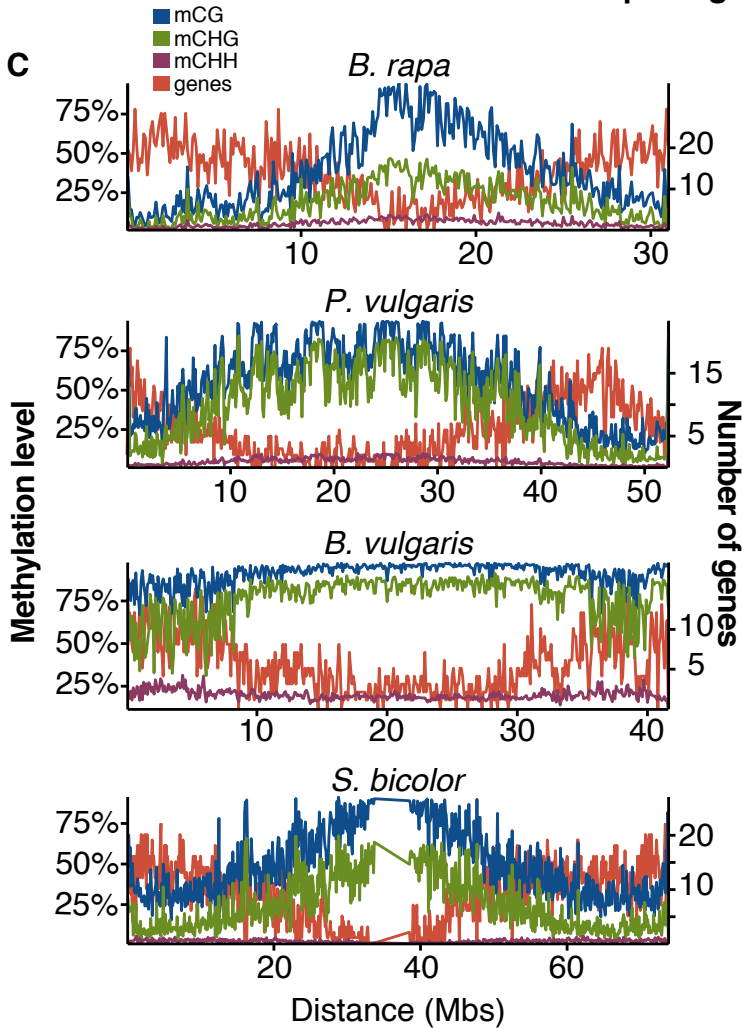 mCG
mCHG
mCHH
genes
C
B. rapa
75%
50%
25%
20
10
10 20 30
P. vulgaris
75%
50%
25%
15
5
10 20 30 40 50
B. vulgaris
75%
50%
25%
10
5
10 20 30 40
S. bicolor
75%
50%
25%
20
10
20 40 60
Distance (Mbs)
Methylation level
Number of genes